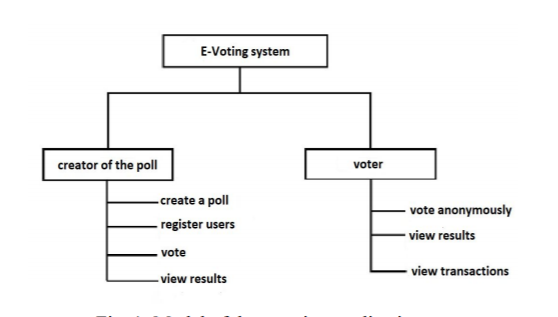 E-Voting system
creator of the poll
voter
create a poll
register users
vote
view results
vote anonymously
view results
view transactions